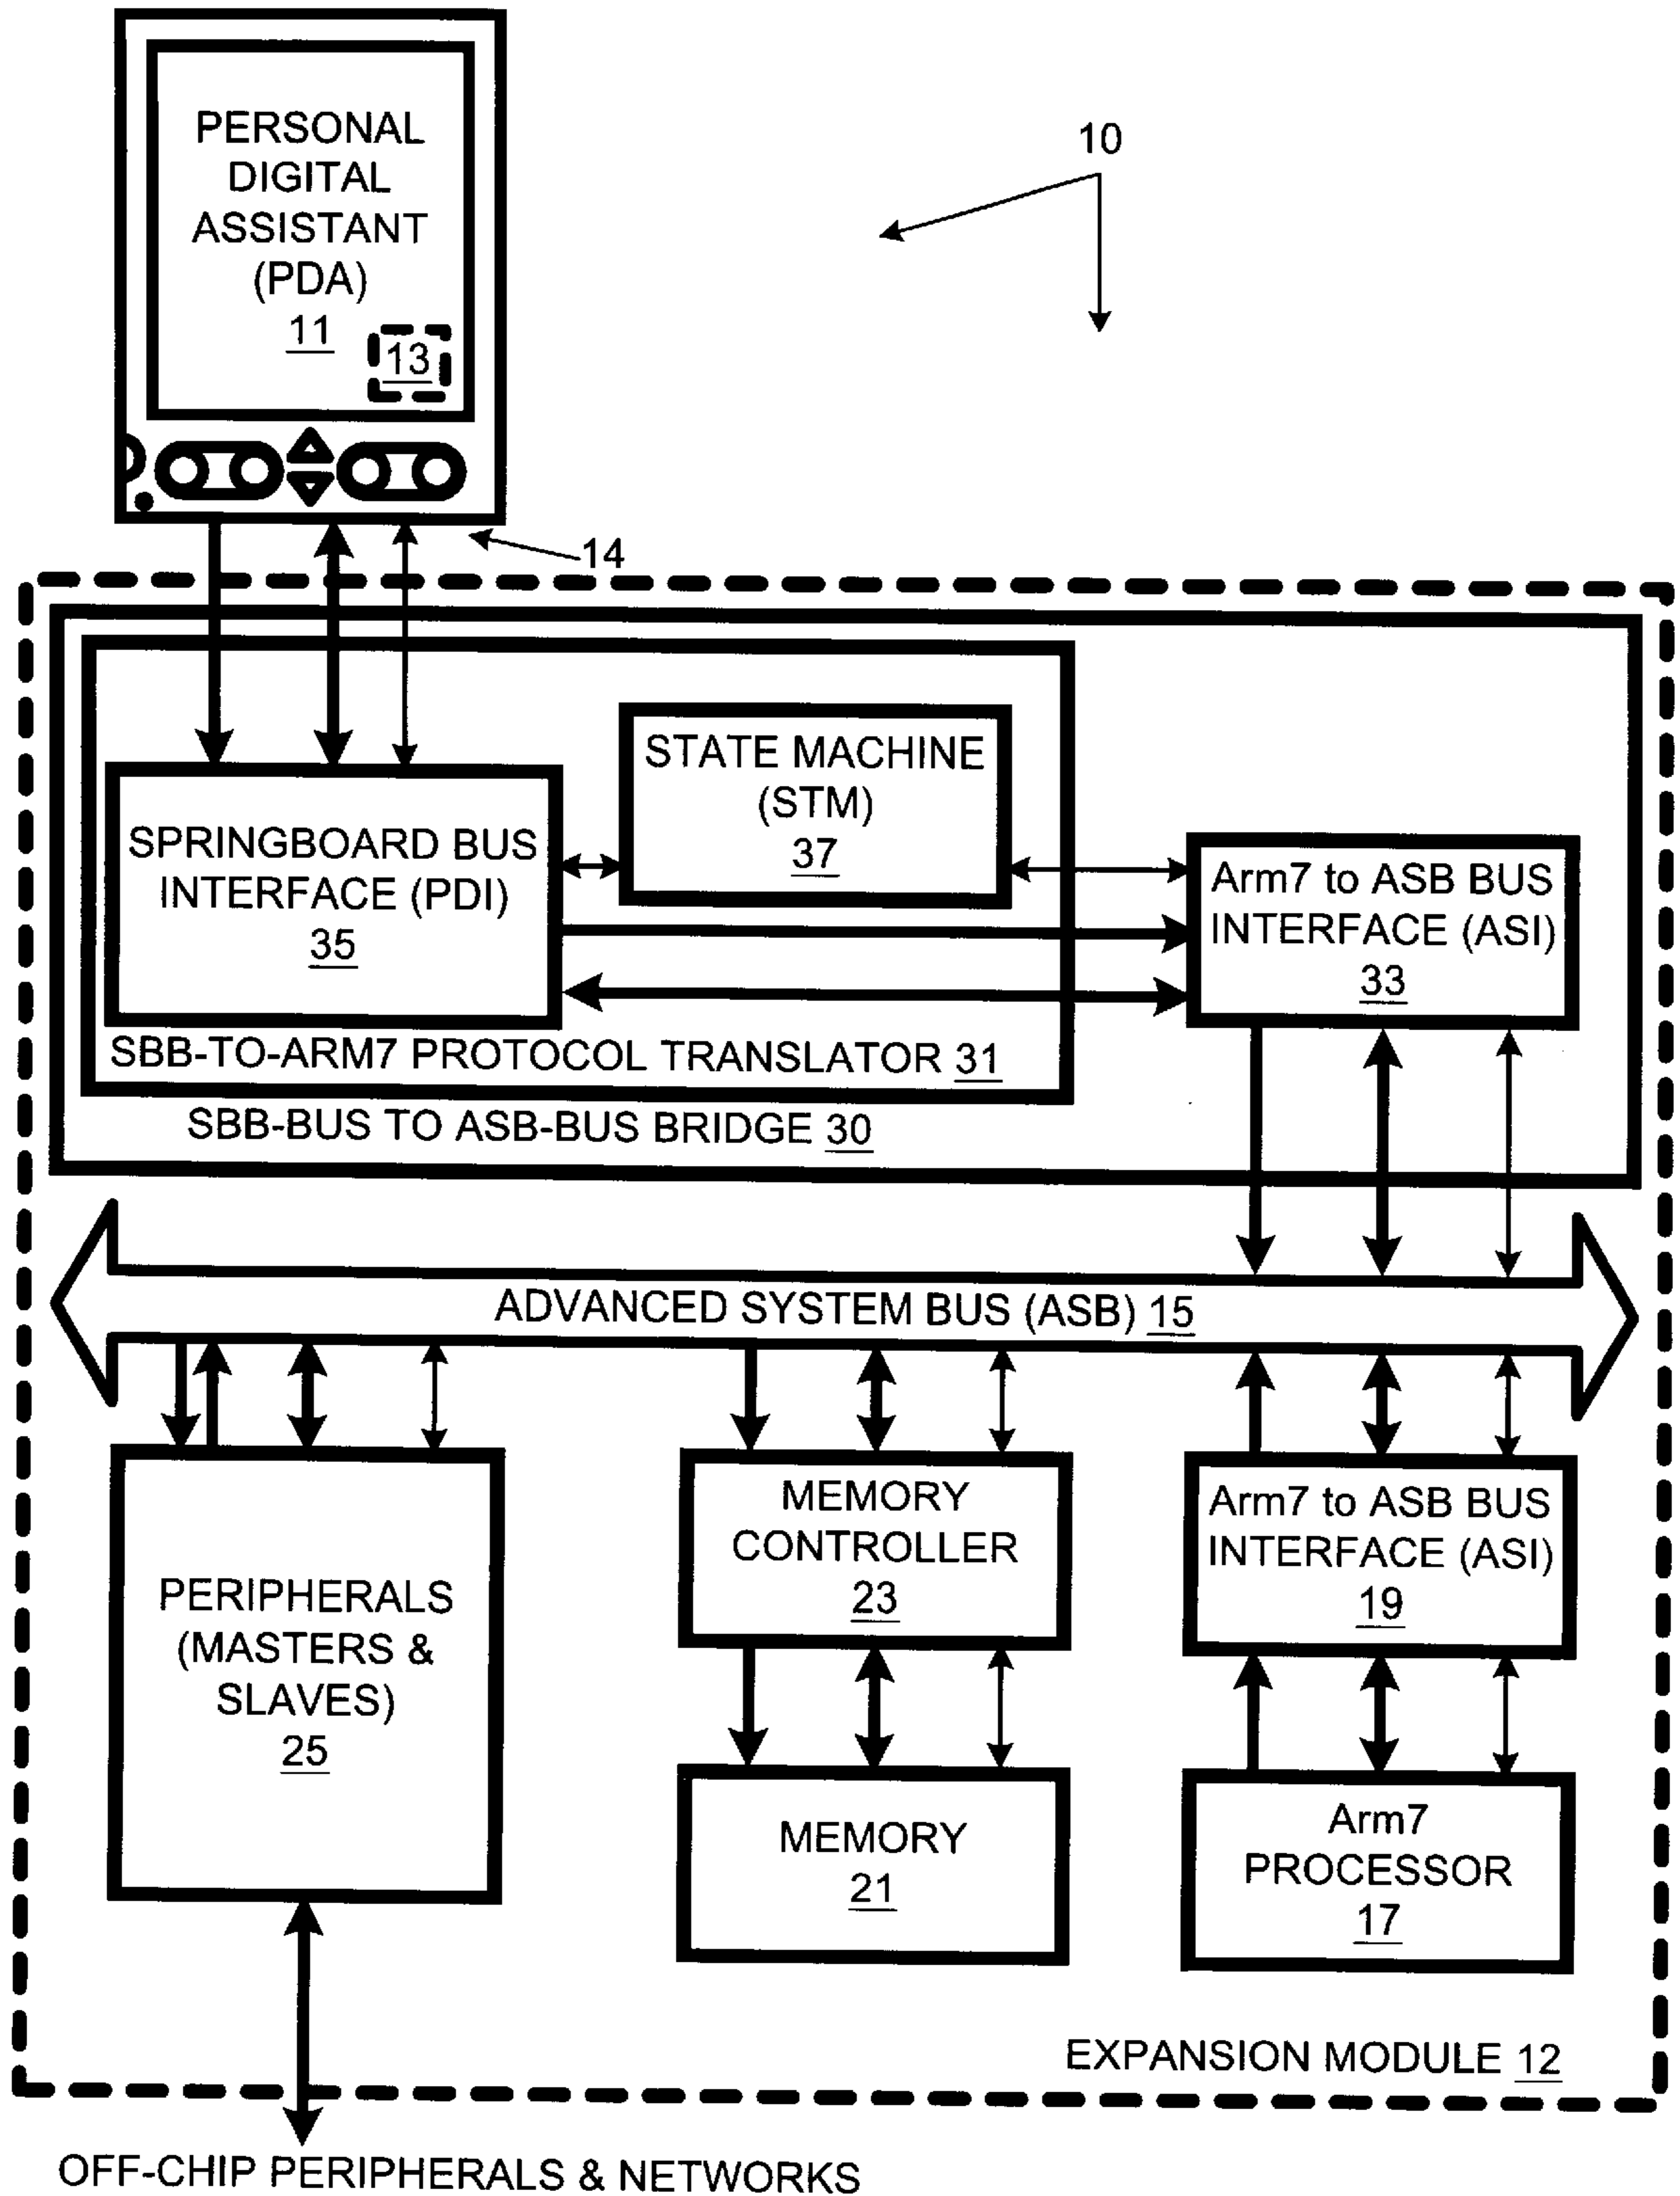 PERSONAL
DIGITAL
ASSISTANT
(PDA)
11
13
10
14
STATE MACHINE
(STM)
37
SPRINGBOARD BUS
INTERFACE (PDI)
35
Arm7 to ASB BUS
INTERFACE (ASI)
33
SBB-TO-ARM7 PROTOCOL TRANSLATOR 31
SBB-BUS TO ASB-BUS BRIDGE 30
ADVANCED SYSTEM BUS (ASB) 15
PERIPHERALS
(MASTERS &
SLAVES)
25
MEMORY
CONTROLLER
23
Arm7 to ASB BUS
INTERFACE (ASI)
19
MEMORY
21
Arm7
PROCESSOR
17
EXPANSION MODULE 12
OFF-CHIP PERIPHERALS & NETWORKS